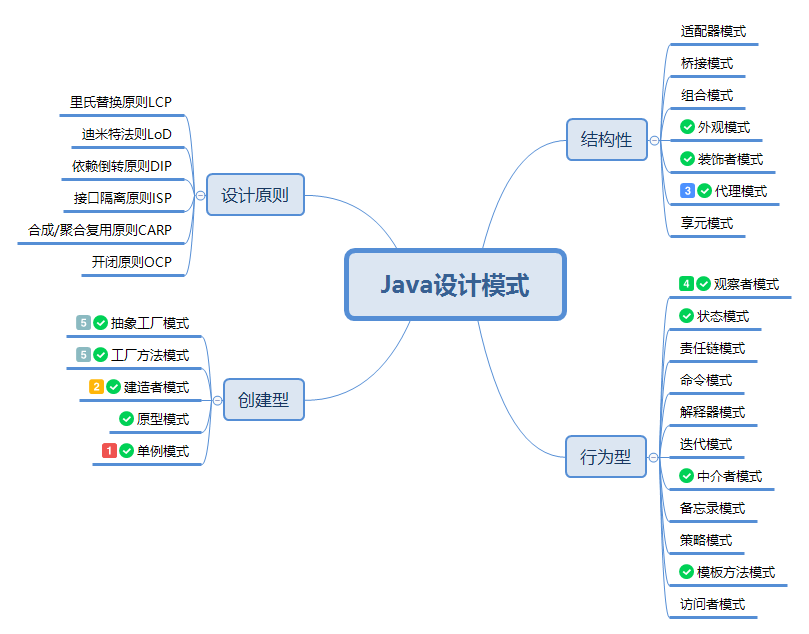 Java设计模式
设计原则
里氏替换原则LCP
迪米特法则LoD
依赖倒转原则DIP
接口隔离原则ISP
合成/聚合复用原则CARP
开闭原则OCP
创建型
5 抽象工厂模式
5 工厂方法模式
2 建造者模式
原型模式
1 单例模式
结构性
适配器模式
桥接模式
组合模式
外观模式
装饰者模式
3 代理模式
享元模式
行为型
4 观察者模式
状态模式
责任链模式
命令模式
解释器模式
迭代模式
中介者模式
备忘录模式
策略模式
模板方法模式
访问者模式